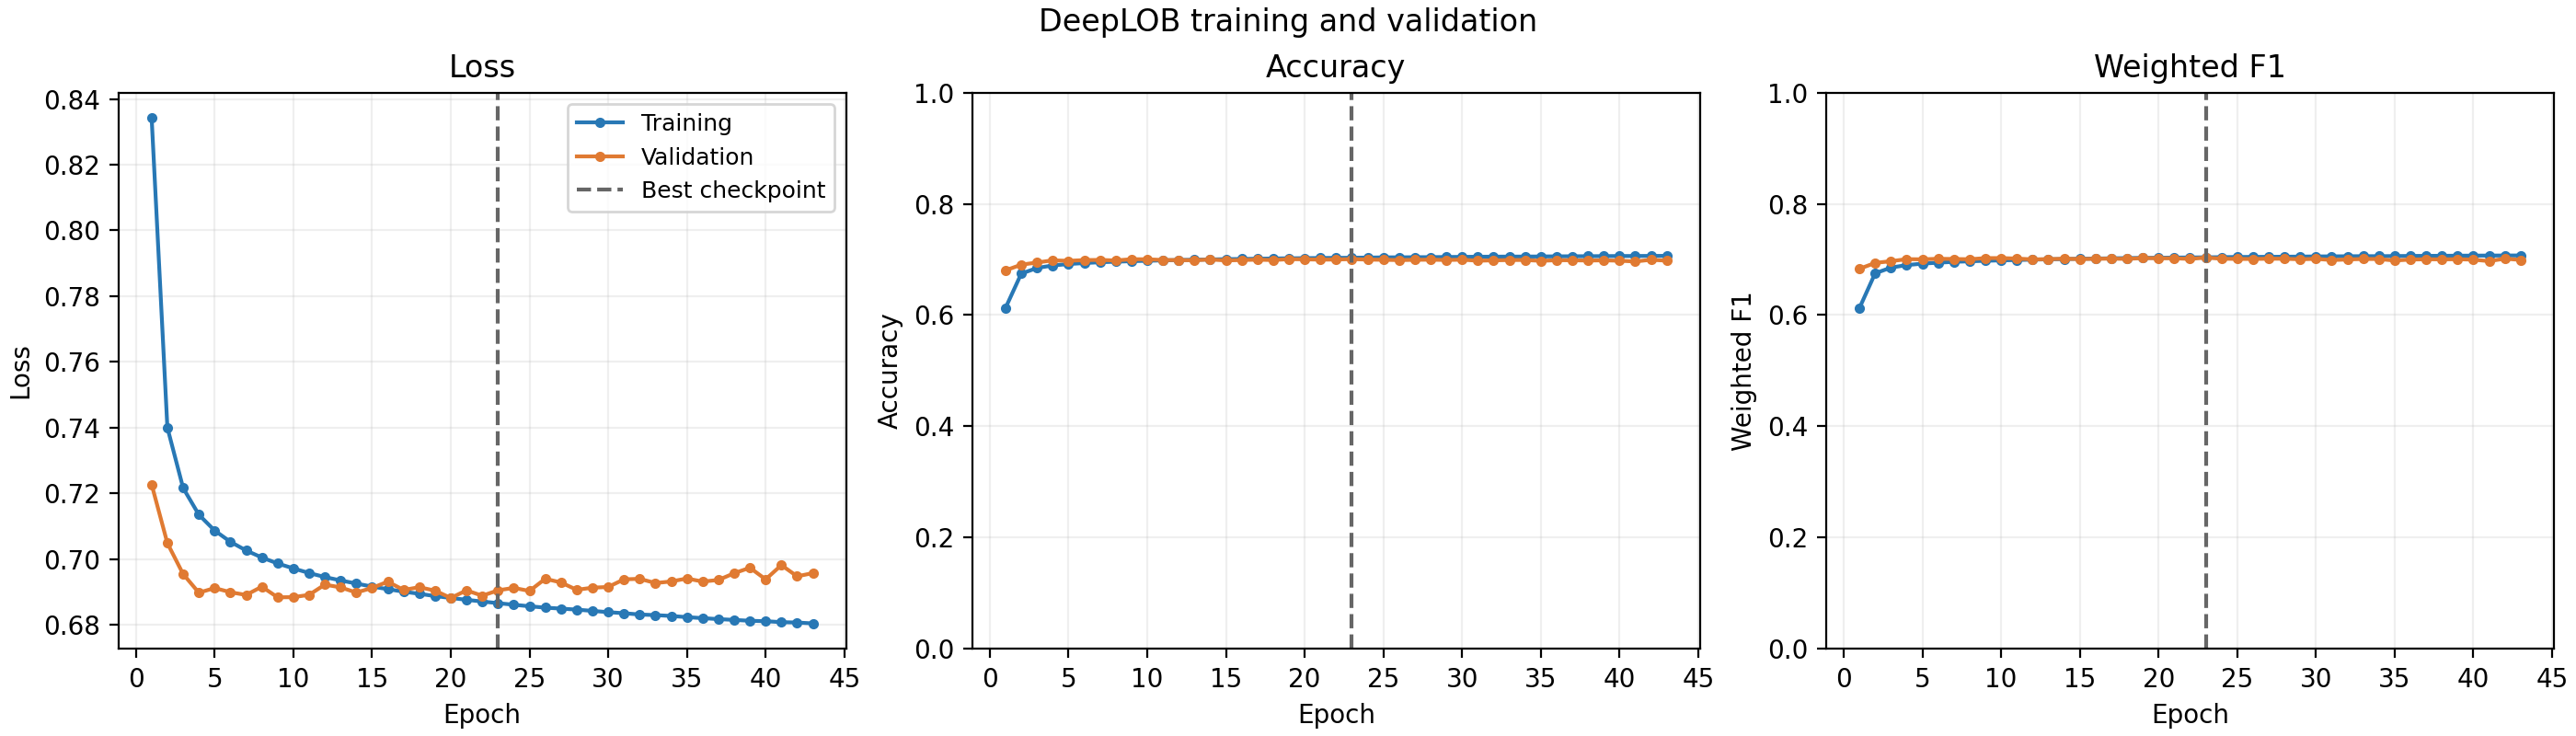 DeepLOB training and validation
Loss
0.84
0.82
0.80
0.78
0.76
0.74
0.72
0.70
0.68
Loss
0 5 10 15 20 25 30 35 40 45
Epoch
Training
Validation
Best checkpoint
Accuracy
1.0
0.8
0.6
0.4
0.2
0.0
Accuracy
0 5 10 15 20 25 30 35 40 45
Epoch
Weighted F1
1.0
0.8
0.6
0.4
0.2
0.0
Weighted F1
0 5 10 15 20 25 30 35 40 45
Epoch